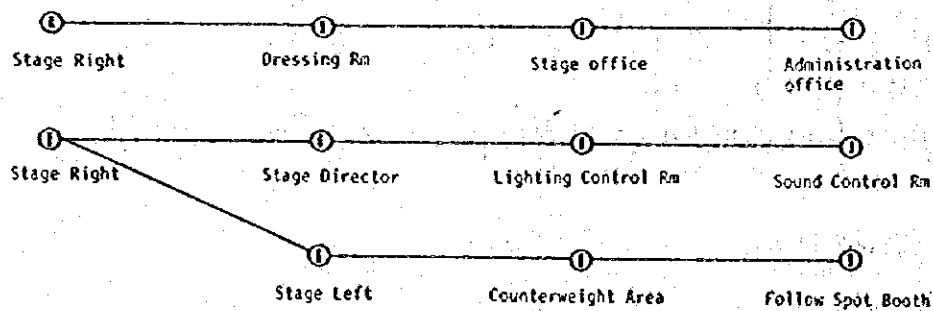 Stage Right
Dressing Rm
Stage office
Administration
office
Stage Right
Stage Director
Lighting Control Rm
Sound Control Rm
Stage Left
Counterweight Area
Follow Spot Booth